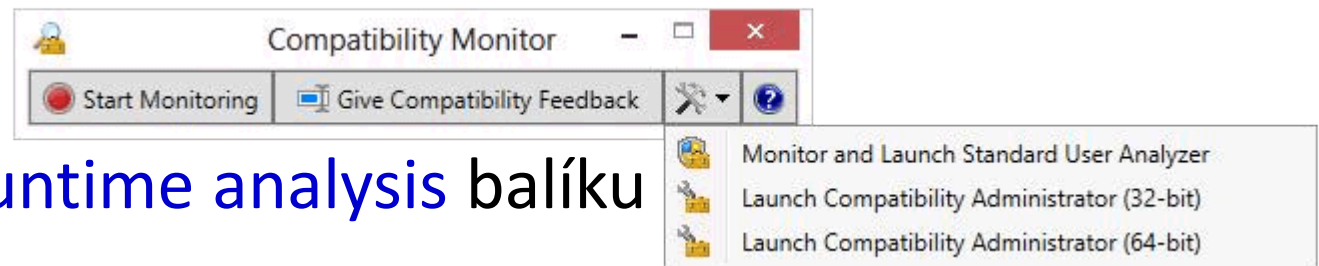 Compatibility Monitor
Start Monitoring Give Compatibility Feedback
Monitor and Launch Standard User Analyzer
untime analysis balíku
Launch Compatibility Administrator (32-bit)
Launch Compatibility Administrator (64-bit)